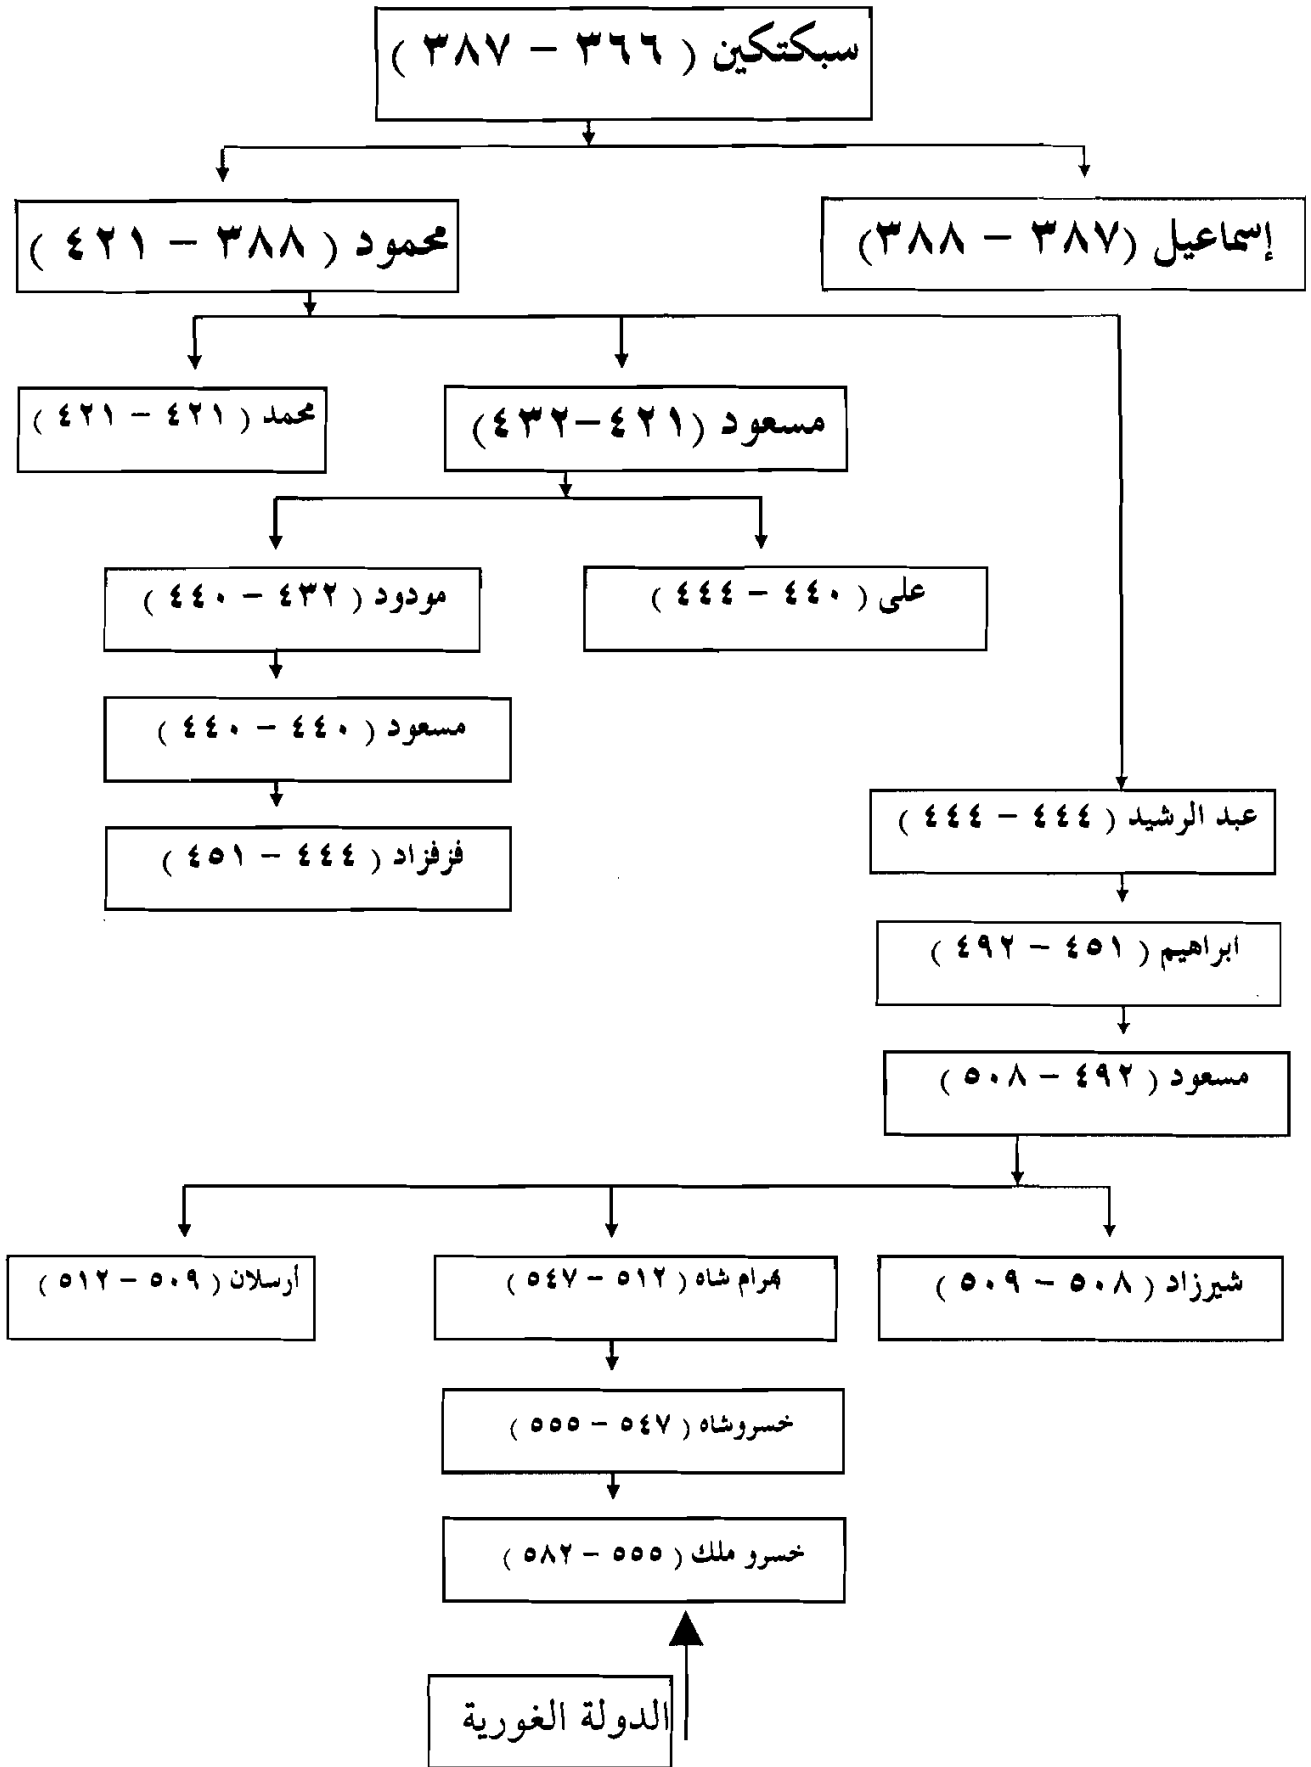 سبكتكين ( ٣٦٦ – ٣٨٧ )
إسماعيل (٣٨٧ – ٣٨٨)
محمود ( ٣٨٨ – ٤٢١ )
مسعود (٤٢١–٤٣٢)
محمد ( ٤٢١ – ٤٢١ )
على ( ٤٤٠ – ٤٤٤ )
مودود ( ٤٣٢ – ٤٤٠ )
مسعود ( ٤٤٠ – ٤٤٠ )
عبد الرشيد ( ٤٤٤ – ٤٤٤ )
فزفزاد ( ٤٤٤ – ٤٥١ )
ابراهيم ( ٤٥١ – ٤٩٢ )
مسعود ( ٤٩٢ – ٥٠٨ )
شيرزاد ( ٥٠٨ – ٥٠٩ )
بهرام شاه ( ٥١٢ – ٥٤٧ )
أرسلان ( ٥٠٩ – ٥١٢ )
خسروشاه ( ٥٤٧ – ٥٥٥ )
خسرو ملك ( ٥٥٥ – ٥٨٢ )
الدولة الغورية